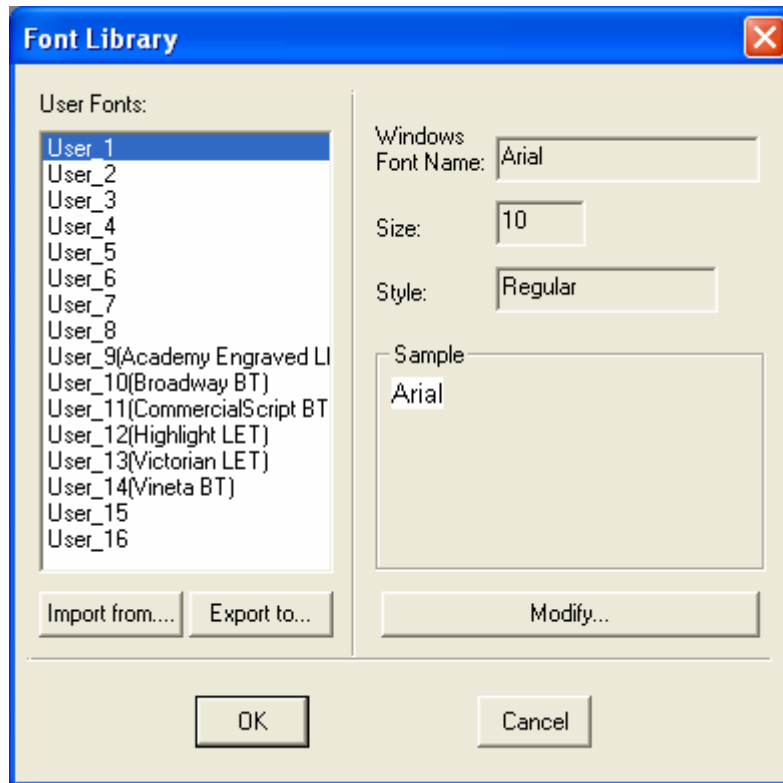 Font Library
User Fonts:
User_1
User_2
User_3
User_4
User_5
User_6
User_7
User_8
User_9(Academy Engraved LI
User_10(Broadway BT)
User_11(CommercialScript BT
User_12(Highlight LET)
User_13(Victorian LET)
User_14(Vineta BT)
User_15
User_16
Import from.... Export to...
Windows
Font Name: Arial
Size: 10
Style: Regular
Sample
Arial
Modify...
OK Cancel